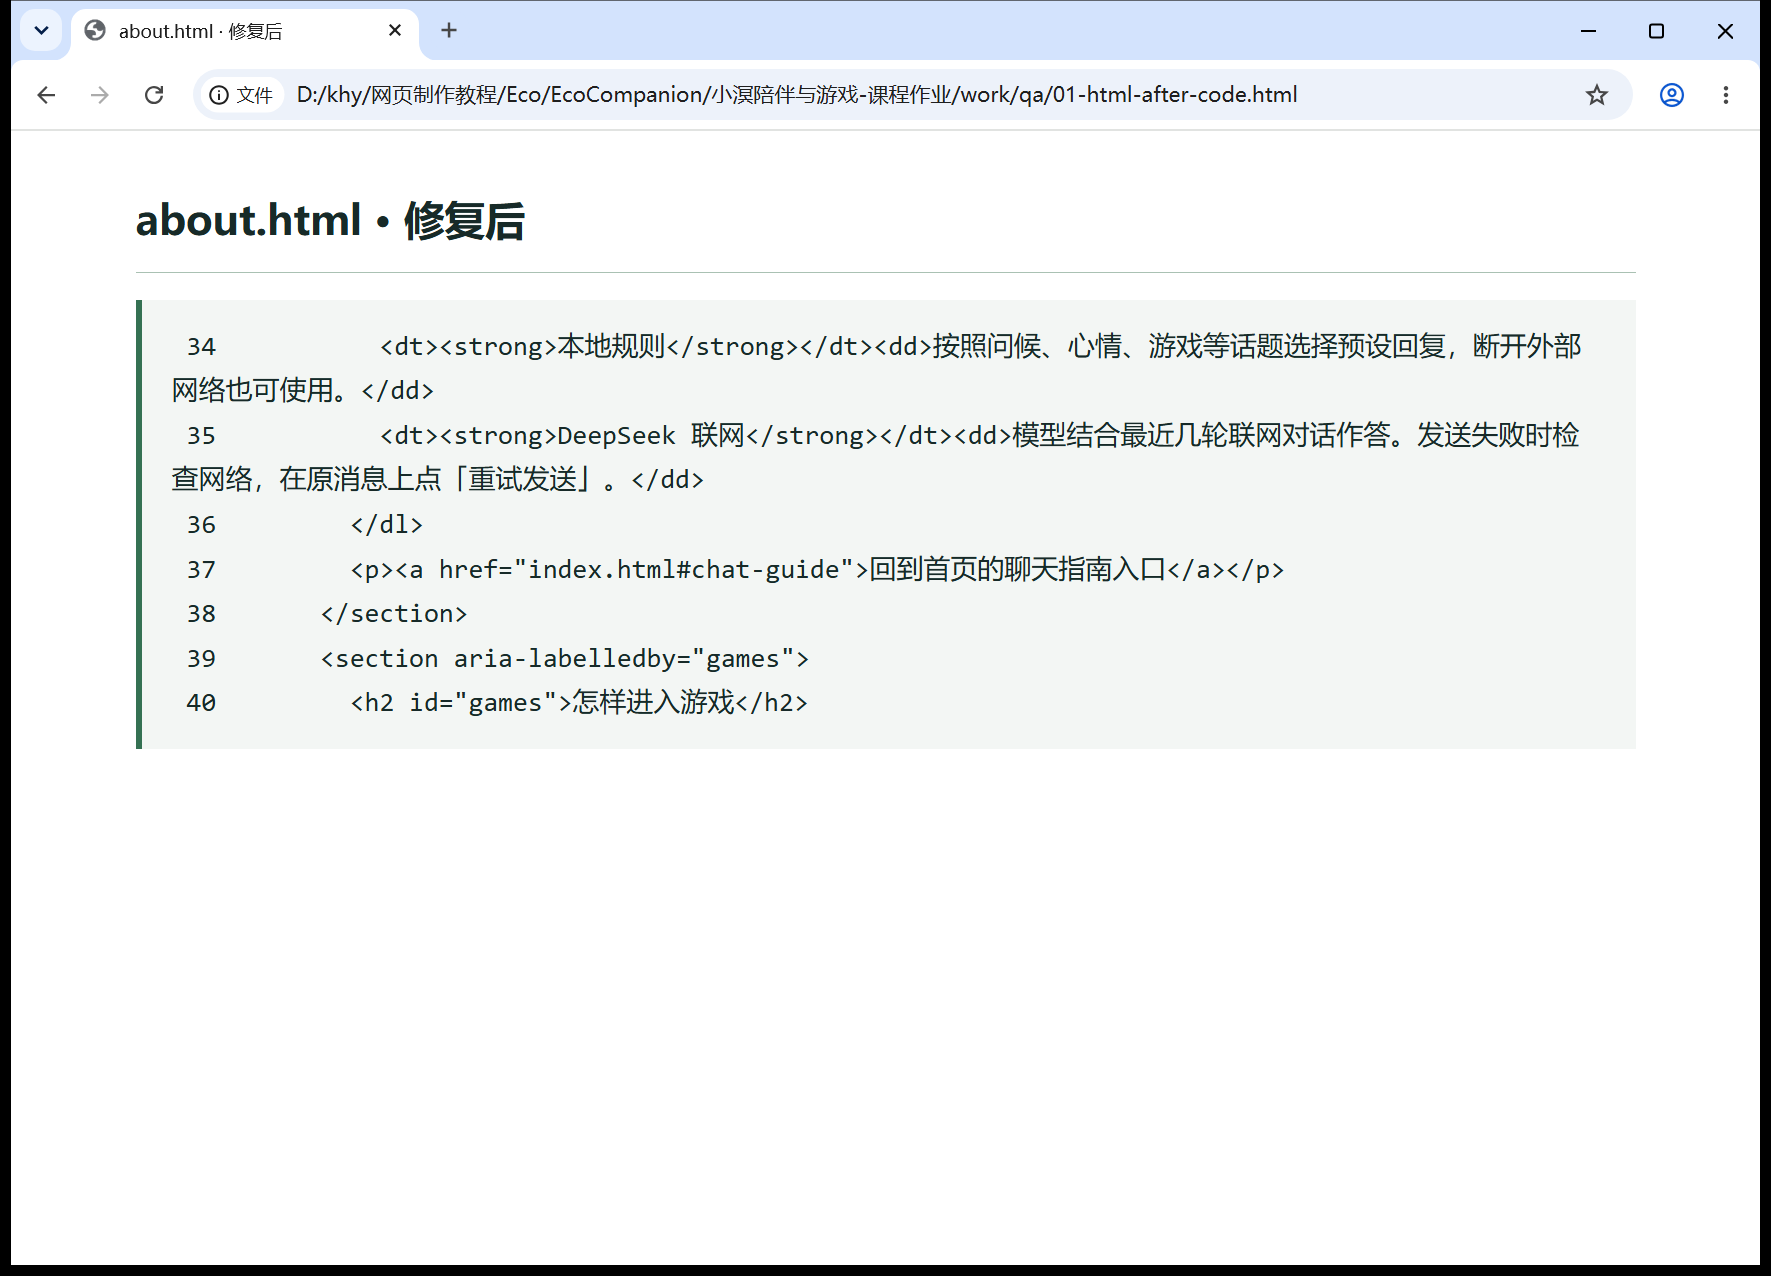 about.html · 修复后
文件 D:/khy/网页制作教程/Eco/EcoCompanion/小溟陪伴与游戏-课程作业/work/qa/01-html-after-code.html
about.html · 修复后
34 <dt><strong>本地规则</strong></dt><dd>按照问候、心情、游戏等话题选择预设回复，断开外部
网络也可使用。</dd>
35 <dt><strong>DeepSeek 联网</strong></dt><dd>模型结合最近几轮联网对话作答。发送失败时检
查网络，在原消息上点「重试发送」。</dd>
36 </dl>
37 <p><a href="index.html#chat-guide">回到首页的聊天指南入口</a></p>
38 </section>
39 <section aria-labelledby="games">
40 <h2 id="games">怎样进入游戏</h2>